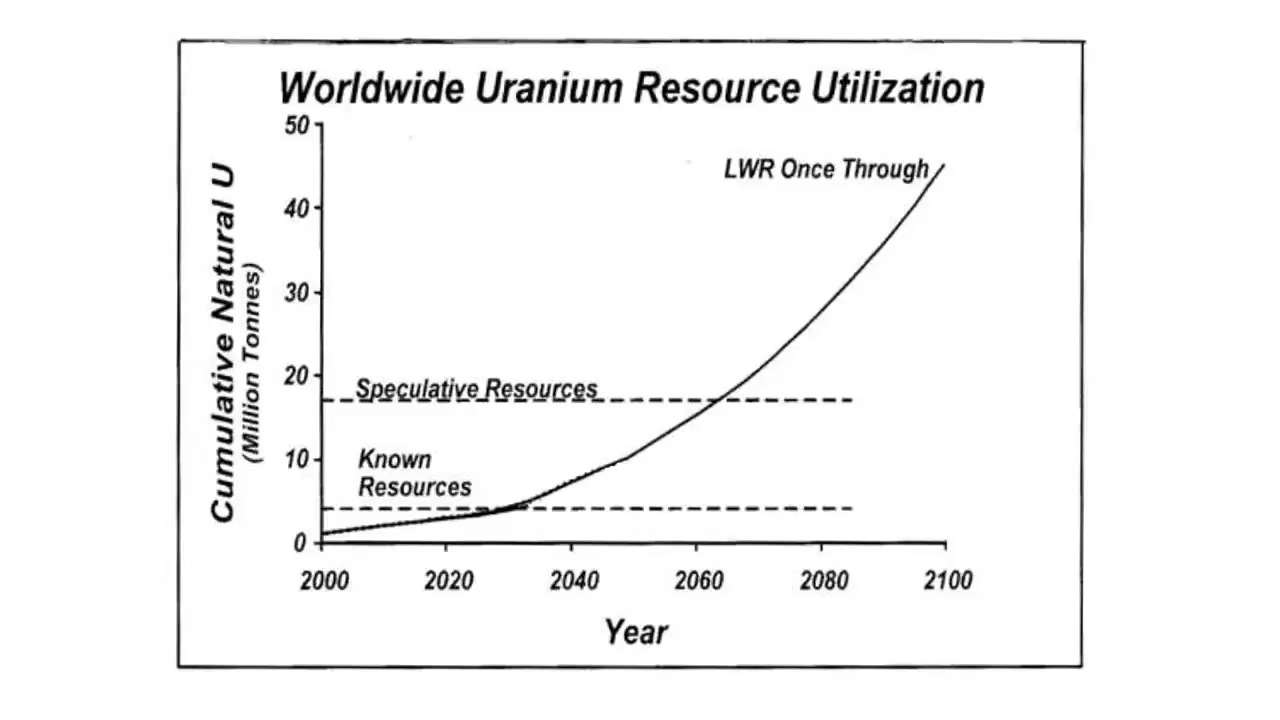 Worldwide Uranium Resource Utilization
Cumulative Natural U
(Million Tonnes)
50
40
30
20
10
0
LWR Once Through
Speculative Resources
Known
Resources
2000 2020 2040 2060 2080 2100
Year